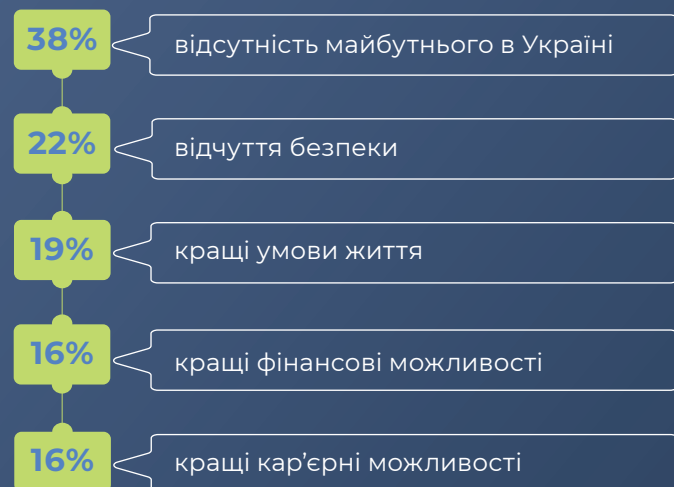 38%
відсутність майбутнього в Україні
22%
відчуття безпеки
19%
кращі умови життя
16%
кращі фінансові можливості
16%
кращі кар’єрні можливості